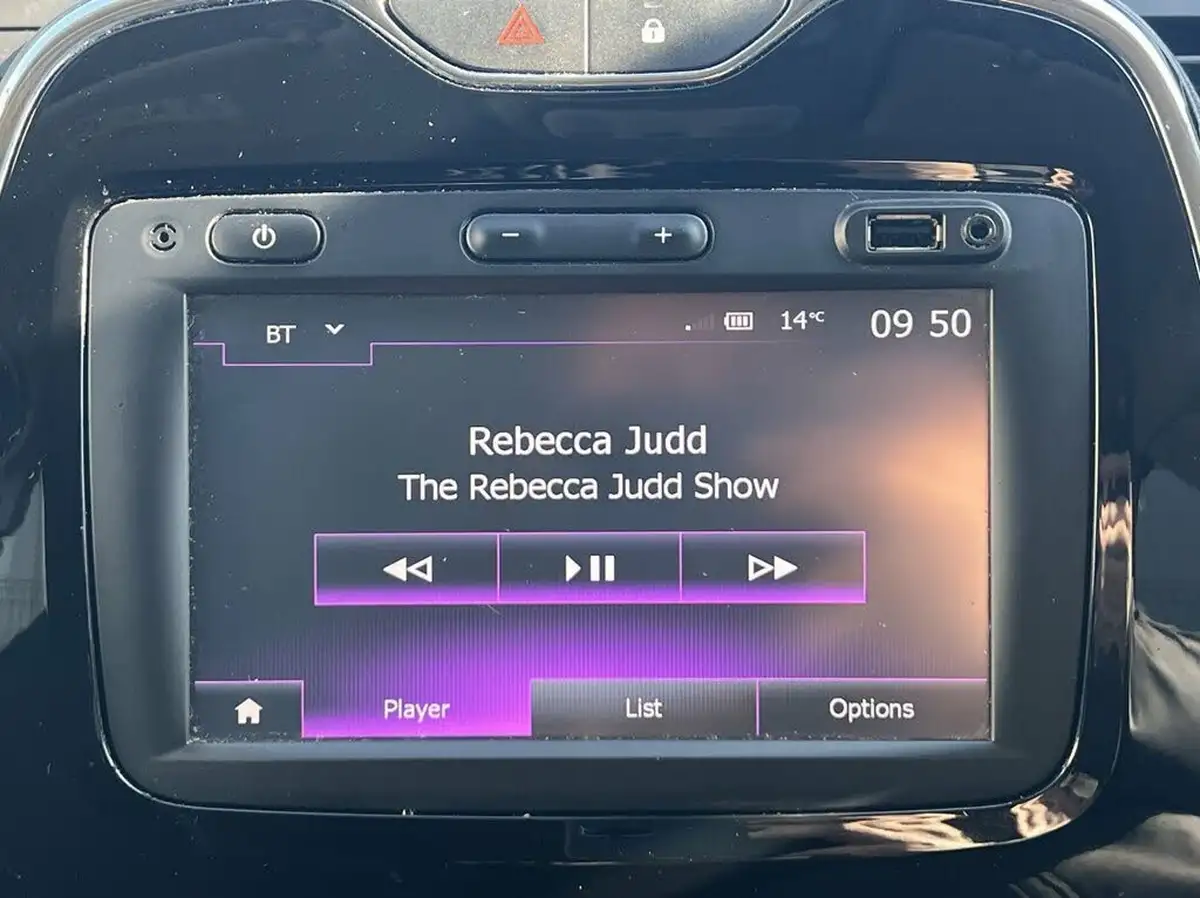 BT
14°C
09 50
Rebecca Judd
The Rebecca Judd Show
Player
List
Options